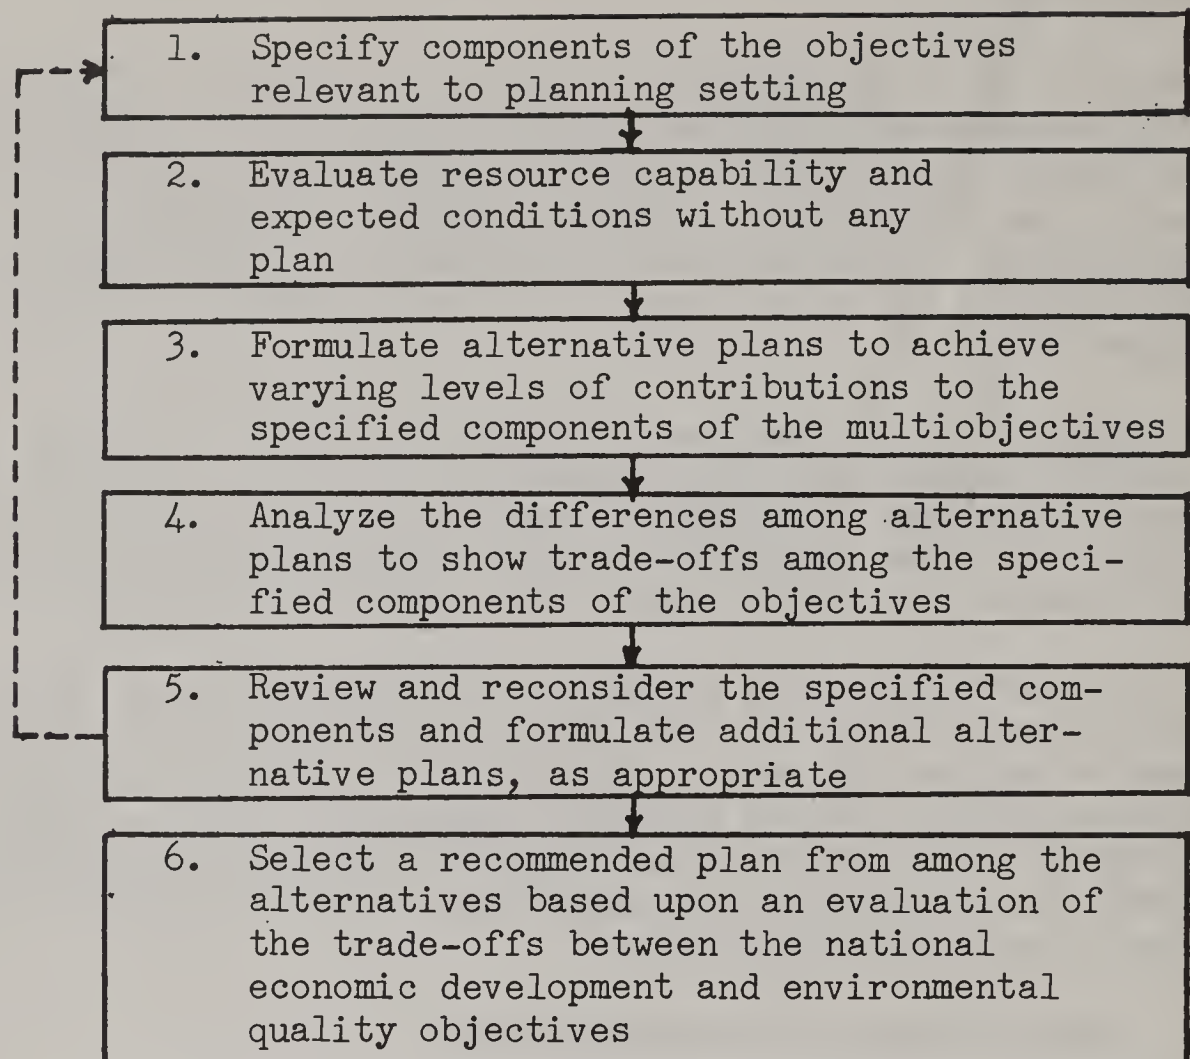 1. Specify components of the objectives
relevant to planning setting
2. Evaluate resource capability and
expected conditions without any
plan
3. Formulate alternative plans to achieve
varying levels of contributions to the
specified components of the multiobjectives
4. Analyze the differences among alternative
plans to show trade-offs among the speci-
fied components of the objectives
5. Review and reconsider the specified com-
ponents and formulate additional alter-
native plans, as appropriate
6. Select a recommended plan from among the
alternatives based upon an evaluation of
the trade-offs between the national
economic development and environmental
quality objectives